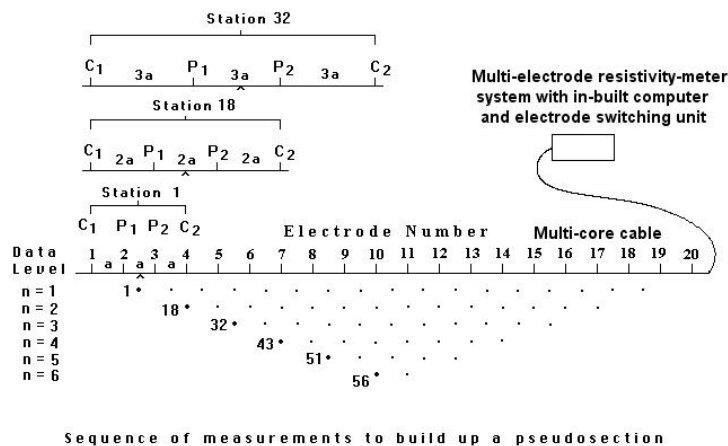 Station 32
C1 3a P1 3a P2 3a C2
Multi-electrode resistivity-meter
system with in-built computer
and electrode switching unit
Station 18
C1 2a P1 2a P2 2a C2
Station 1
C1 P1 P2 C2
Electrode Number
Multi-core cable
Data
Level
1 2 3 4 5 6 7 8 9 10 11 12 13 14 15 16 17 18 19 20
a a a
n = 1 1
n = 2 18
n = 3 32
n = 4 43
n = 5 51
n = 6 56
Sequence of measurements to build up a pseudosection